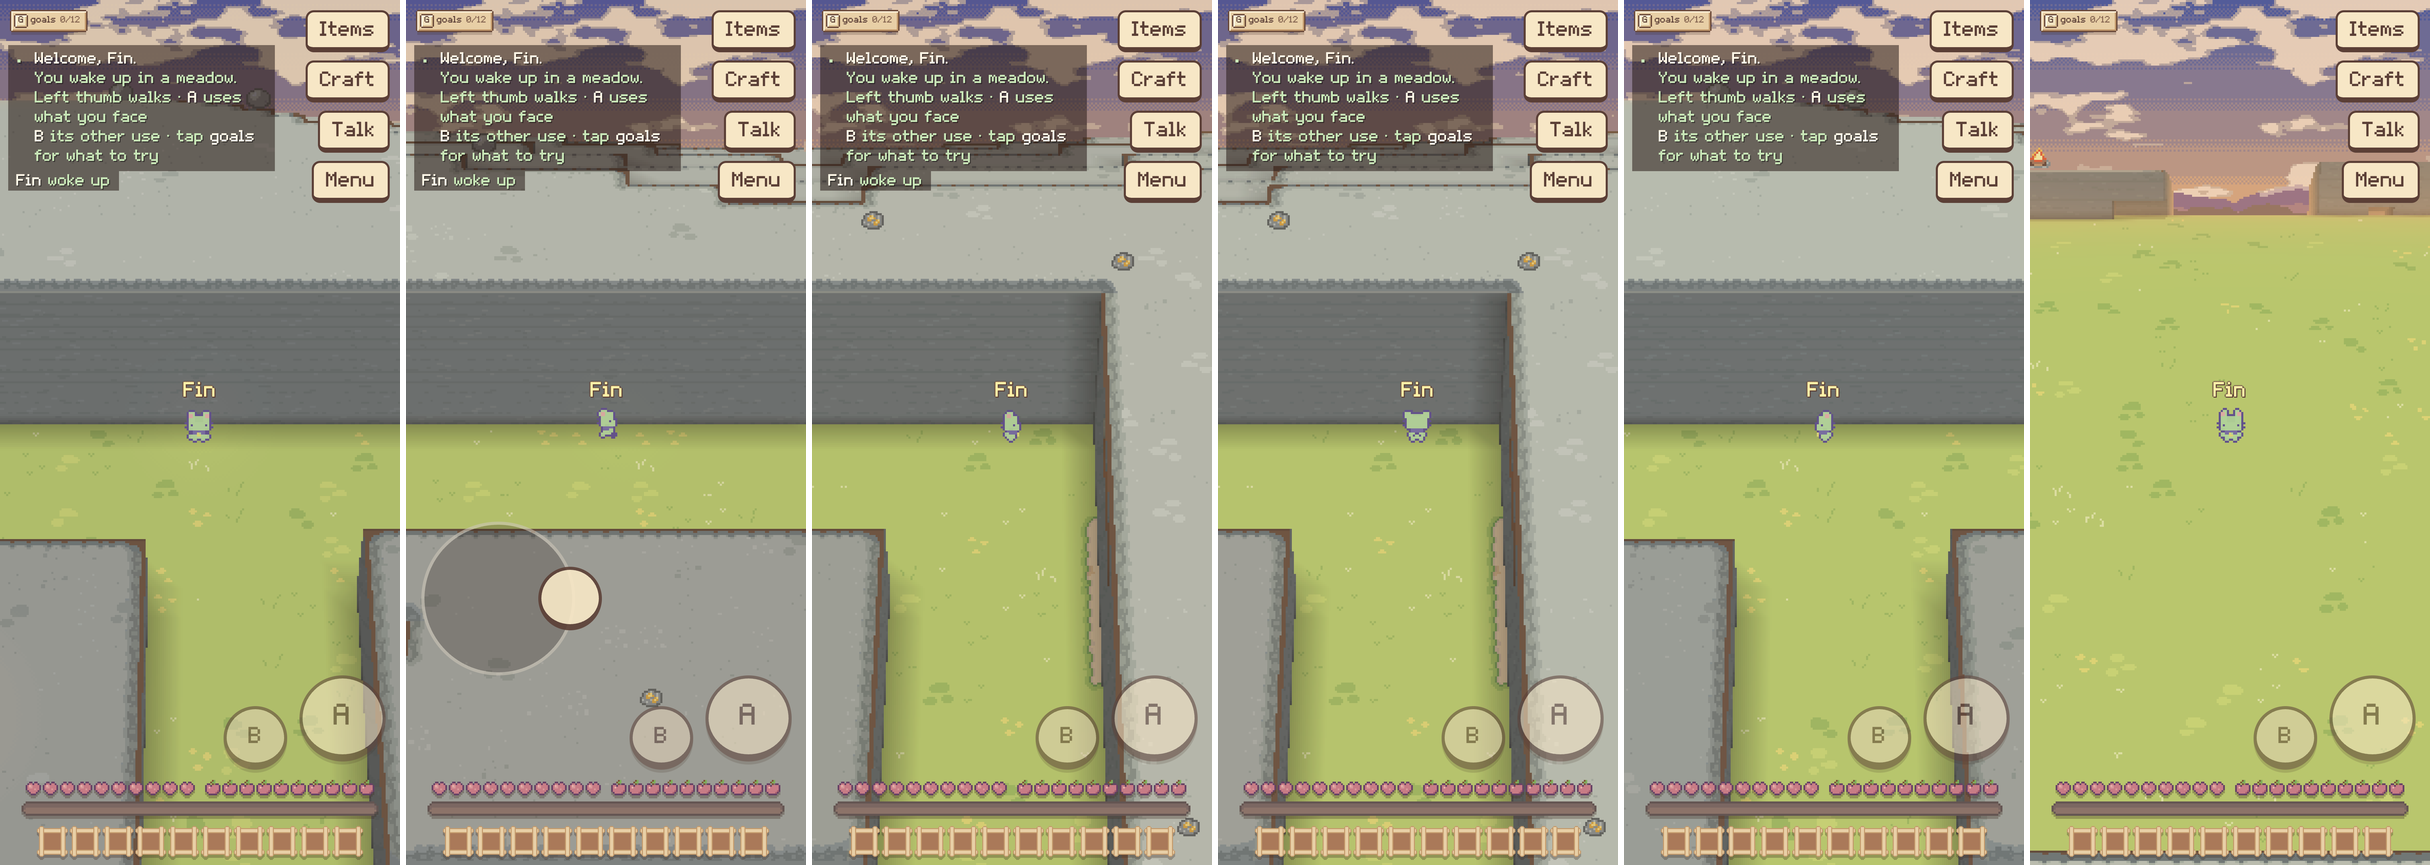 G goals 0/12
Items
Welcome, Fin.
You wake up in a meadow.
Left thumb walks · A uses
what you face
B its other use · tap goals
for what to try
Craft
Talk
Fin woke up
Menu
Fin
A
B
G goals 0/12
Items
Welcome, Fin.
You wake up in a meadow.
Left thumb walks · A uses
what you face
B its other use · tap goals
for what to try
Craft
Talk
Fin woke up
Menu
Fin
A
B
G goals 0/12
Items
Welcome, Fin.
You wake up in a meadow.
Left thumb walks · A uses
what you face
B its other use · tap goals
for what to try
Craft
Talk
Fin woke up
Menu
Fin
A
B
G goals 0/12
Items
Welcome, Fin.
You wake up in a meadow.
Left thumb walks · A uses
what you face
B its other use · tap goals
for what to try
Craft
Talk
Fin woke up
Menu
Fin
A
B
G goals 0/12
Items
Welcome, Fin.
You wake up in a meadow.
Left thumb walks · A uses
what you face
B its other use · tap goals
for what to try
Craft
Talk
Menu
Fin
A
B
G goals 0/12
Items
Craft
Talk
Menu
Fin
A
B